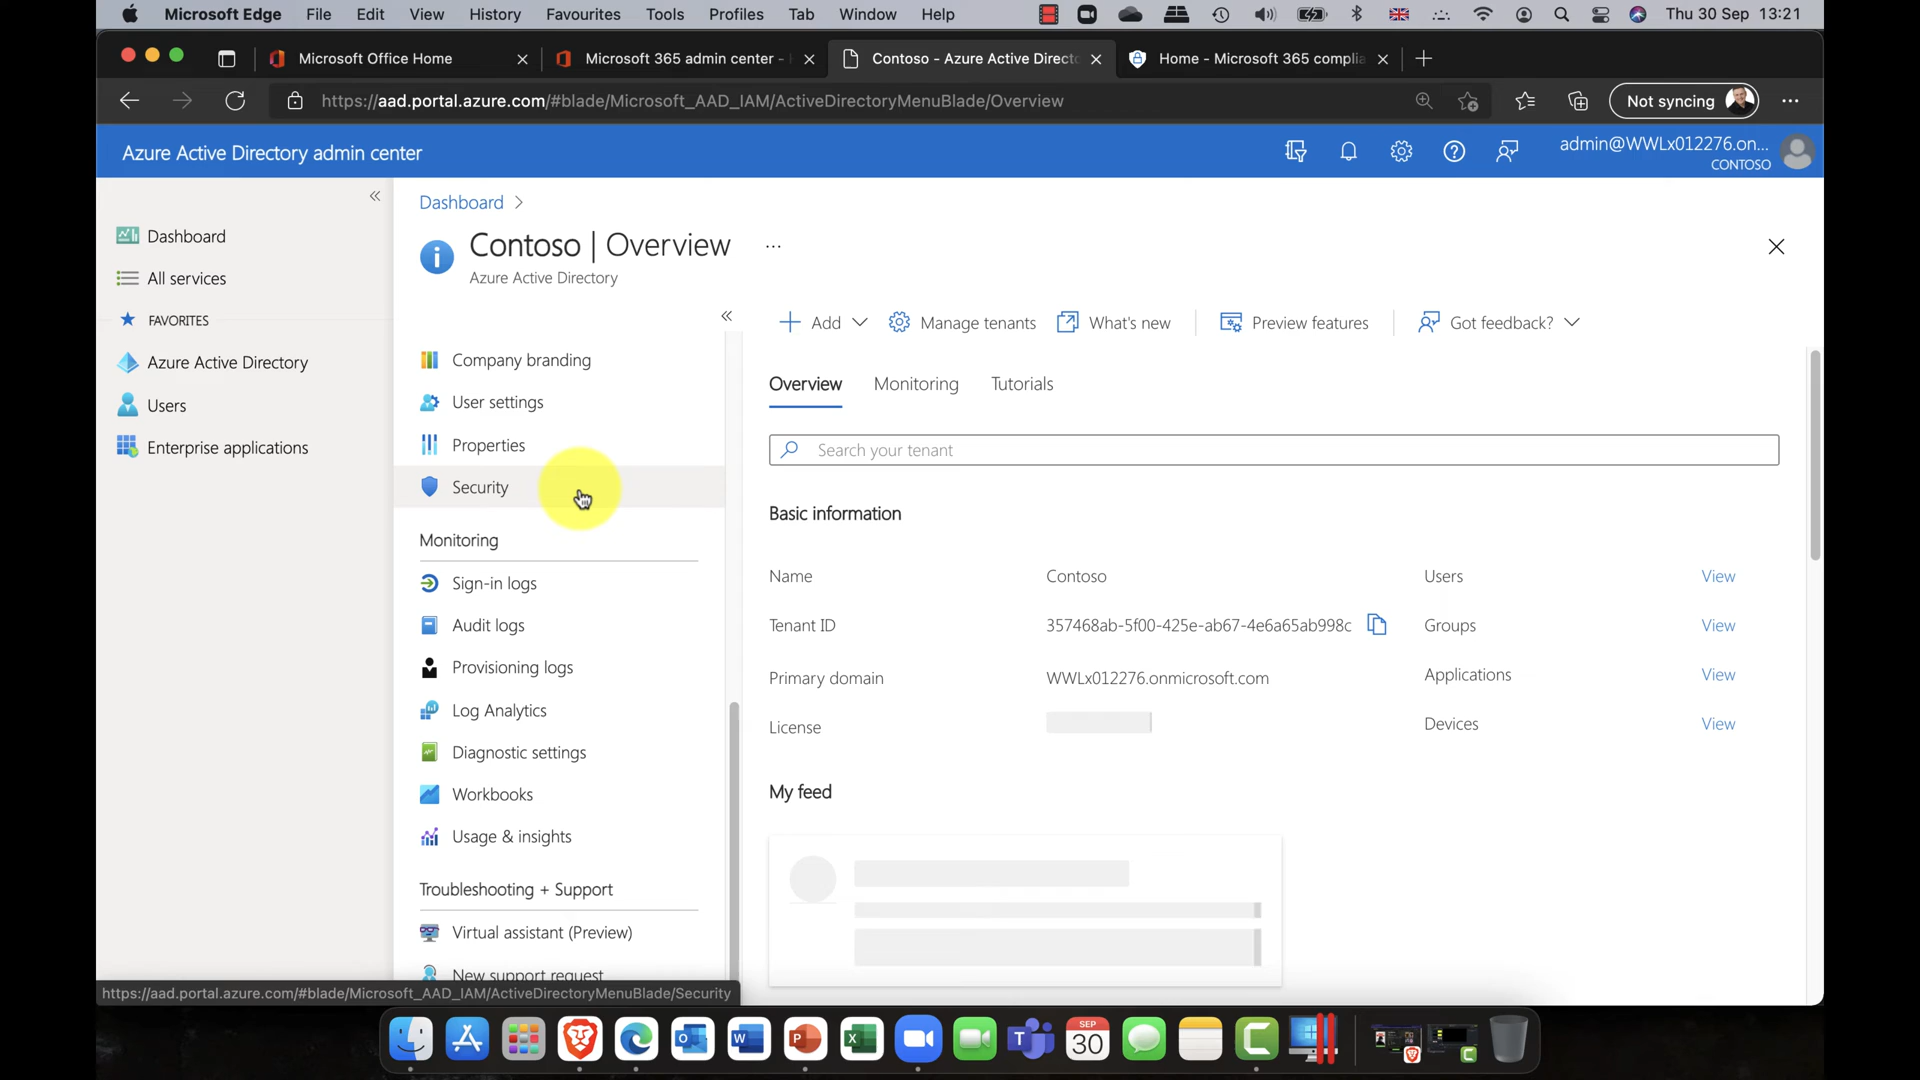 Microsoft Edge File Edit View History Favourites Tools Profiles Tab Window Help Thu 30 Sep 13:21
Microsoft Office Home Microsoft 365 admin center - Contoso - Azure Active Direct Home - Microsoft 365 complia
https://aad.portal.azure.com/#blade/Microsoft_AAD_IAM/ActiveDirectoryMenuBlade/Overview Not syncing
Azure Active Directory admin center
admin@WWLx012276.on...
CONTOSO
Dashboard
All services
FAVORITES
Azure Active Directory
Users
Enterprise applications
Dashboard >
Contoso | Overview ...
Azure Active Directory
Company branding
User settings
Properties
Security
Monitoring
Sign-in logs
Audit logs
Provisioning logs
Log Analytics
Diagnostic settings
Workbooks
Usage & insights
Troubleshooting + Support
Virtual assistant (Preview)
New support request
Add Manage tenants What's new Preview features Got feedback?
Overview Monitoring Tutorials
Search your tenant
Basic information
Name Contoso Users View
Tenant ID 357468ab-5f00-425e-ab67-4e6a65ab998c Groups View
Primary domain WWLx012276.onmicrosoft.com Applications View
License Devices View
My feed
https://aad.portal.azure.com/#blade/Microsoft_AAD_IAM/ActiveDirectoryMenuBlade/Security
SEP
30